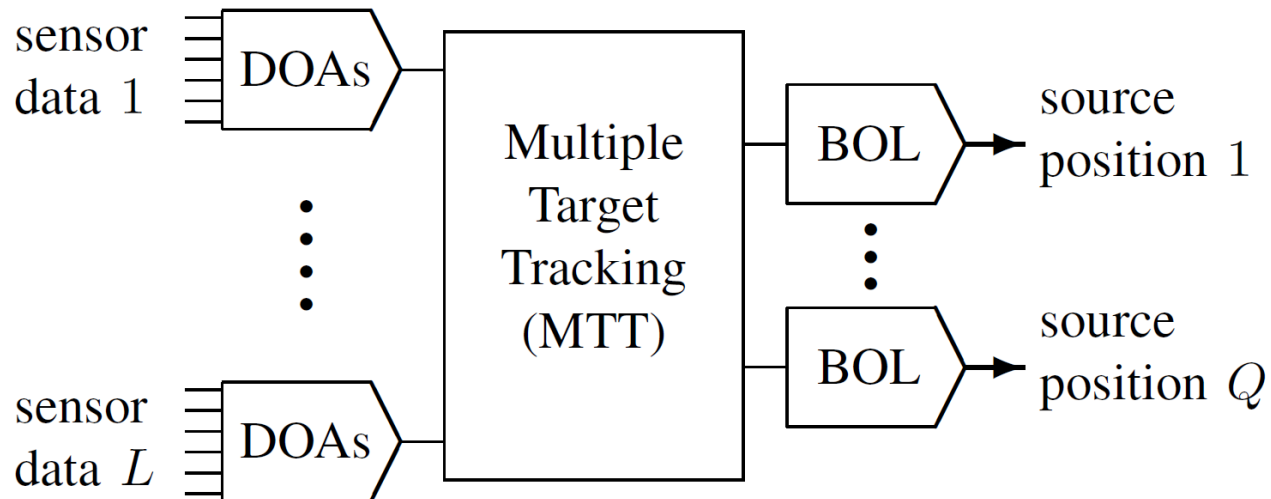 sensor
data 1
DOAs
Multiple
Target
Tracking
(MTT)
BOL
source
position 1
BOL
source
position Q
sensor
data L
DOAs